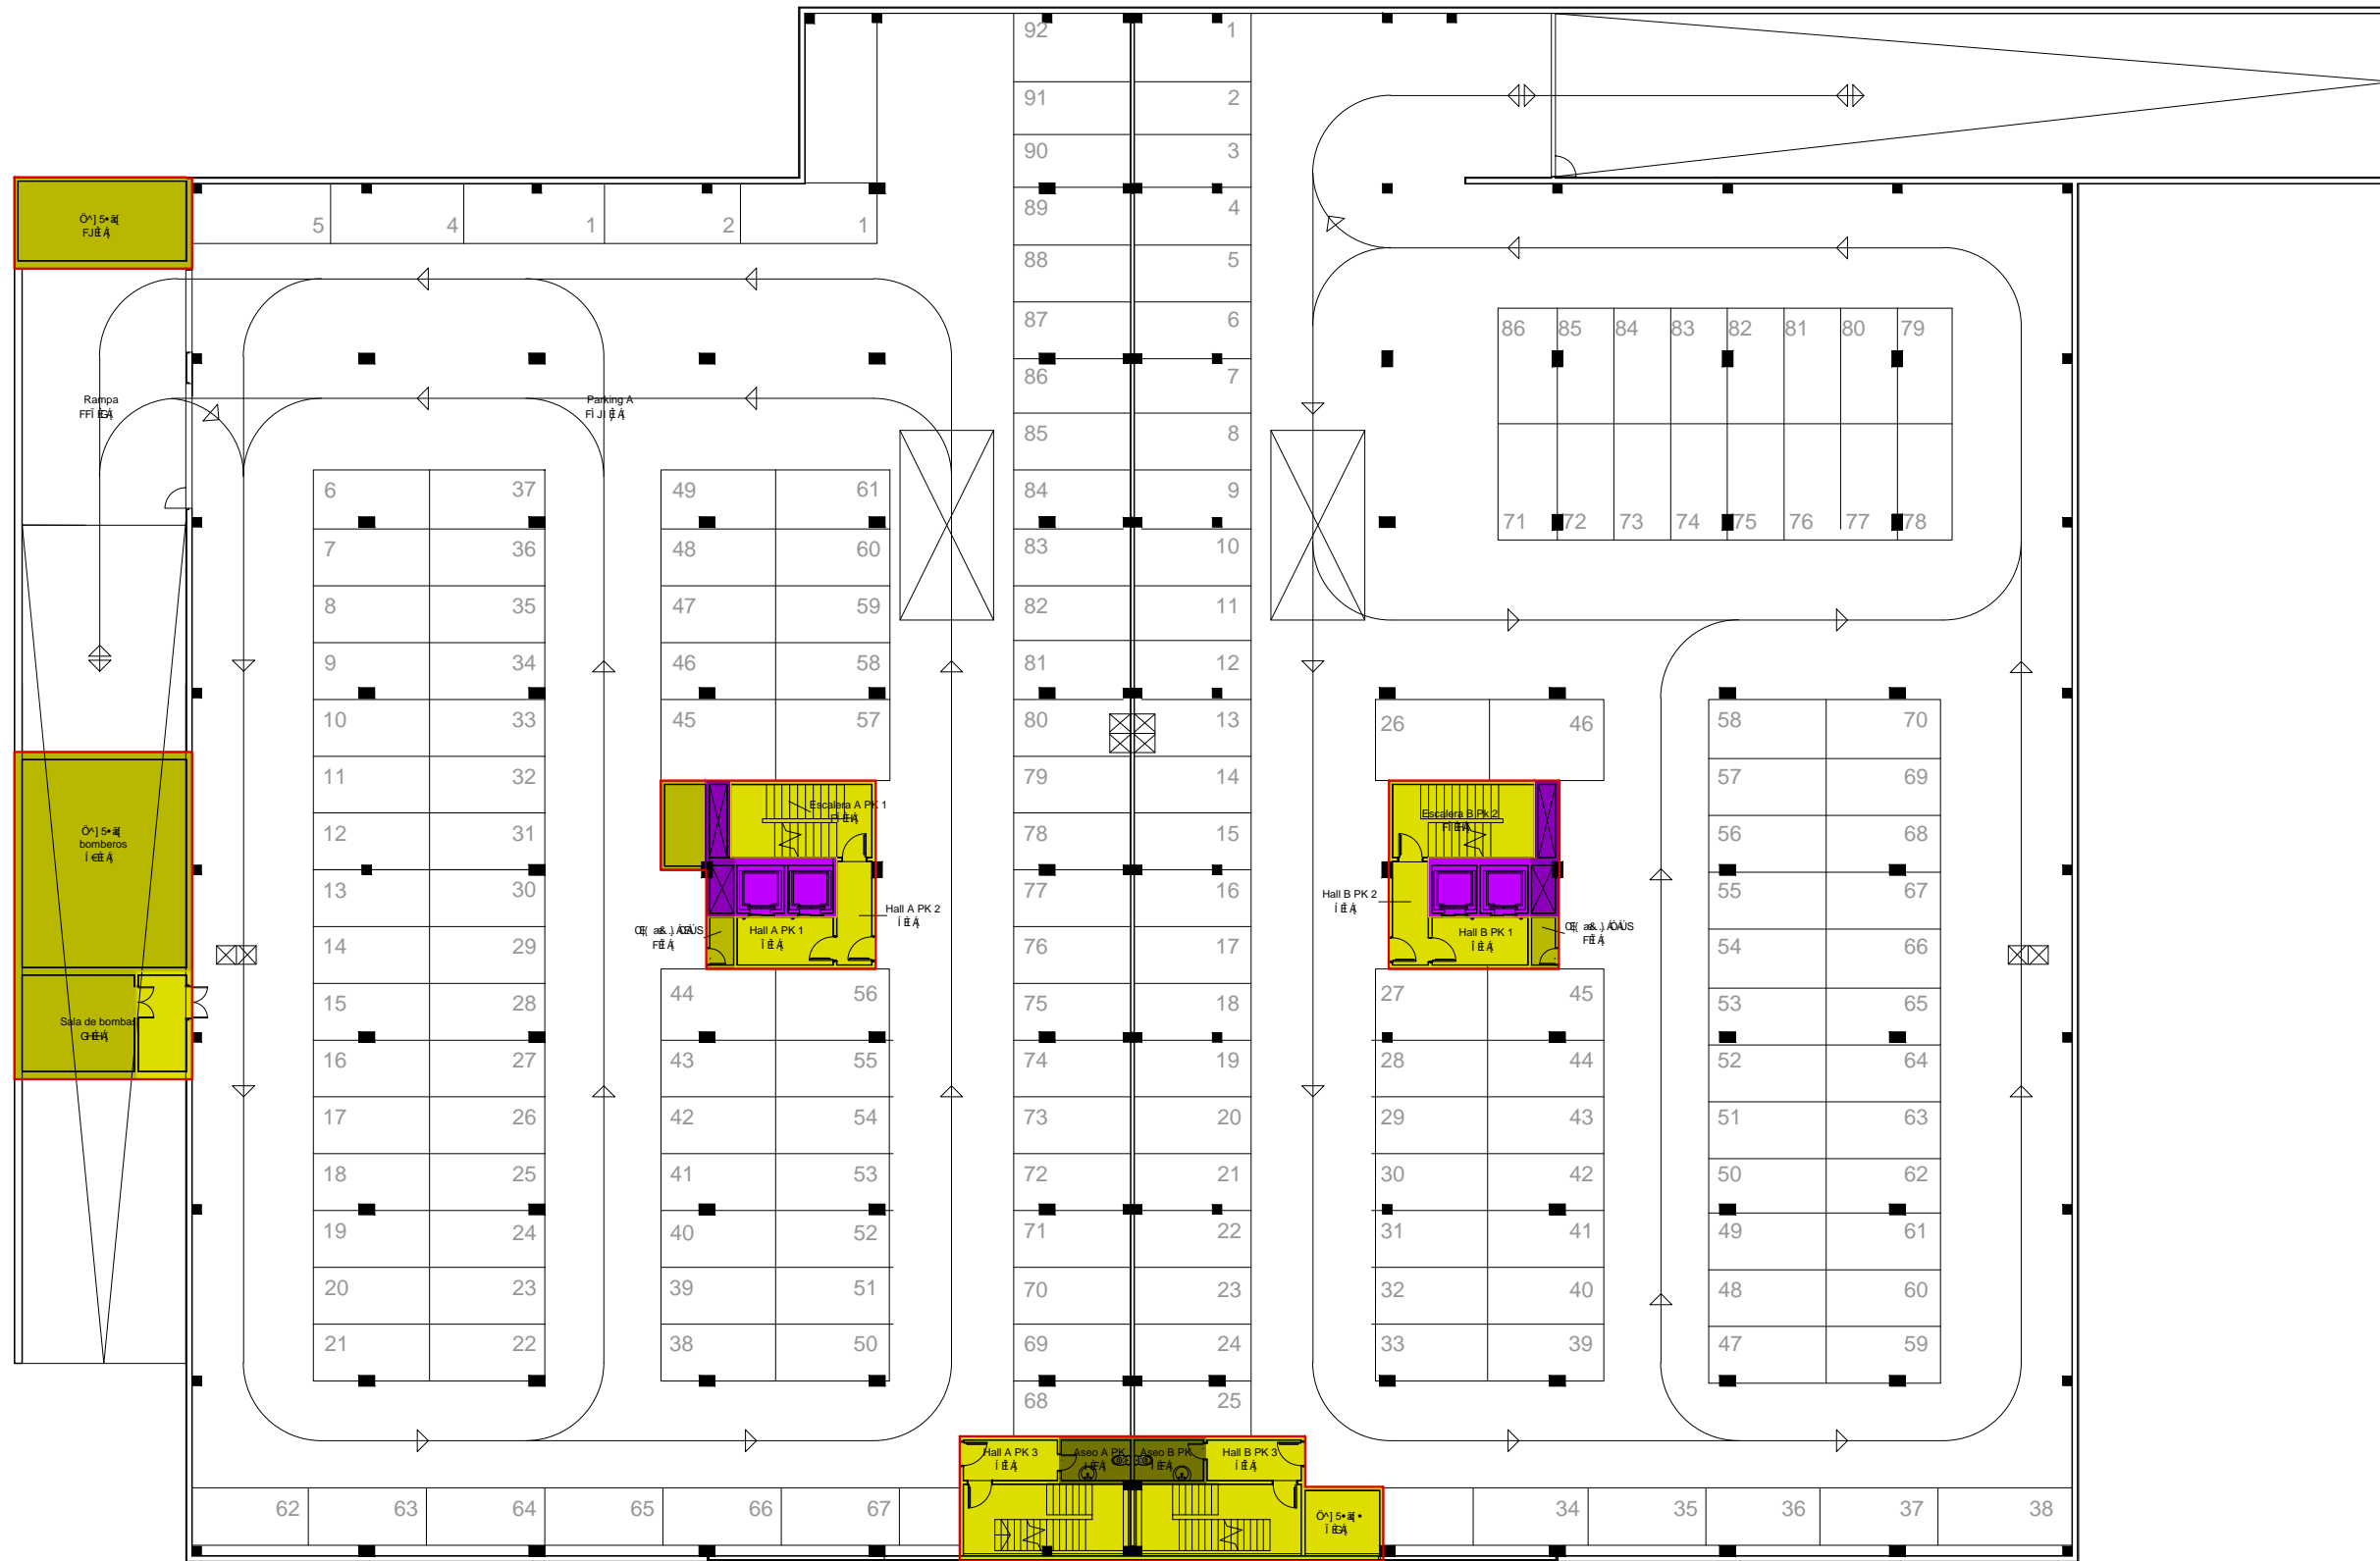 92 1
91 2
90 3
5 4 1 2 1
89 4
88 5
87 6
86 85 84 83 82 81 80 79
86 7
Rampa
Parking A
85 8
6 37 49 61 84 9
71 72 73 74 75 76 77 78
7 36 48 60 83 10
8 35 47 59 82 11
9 34 46 58 81 12
10 33 45 57 80 13 26 46 58 70
11 32 79 14 57 69
Escalera A PK 1
Escalera B PK 2
12 31 78 15 56 68
bomberos
13 30 77 16 55 67
Hall B PK 2
Hall A PK 2
Hall A PK 1
Hall B PK 1
14 29 76 17 54 66
15 28 44 56 75 18 27 45 53 65
Sala de bombas
16 27 43 55 74 19 28 44 52 64
17 26 42 54 73 20 29 43 51 63
18 25 41 53 72 21 30 42 50 62
19 24 40 52 71 22 31 41 49 61
20 23 39 51 70 23 32 40 48 60
21 22 38 50 69 24 33 39 47 59
68 25
Hall A PK 3 Aseo A PK Aseo B PK Hall B PK 3
62 63 64 65 66 67 34 35 36 37 38